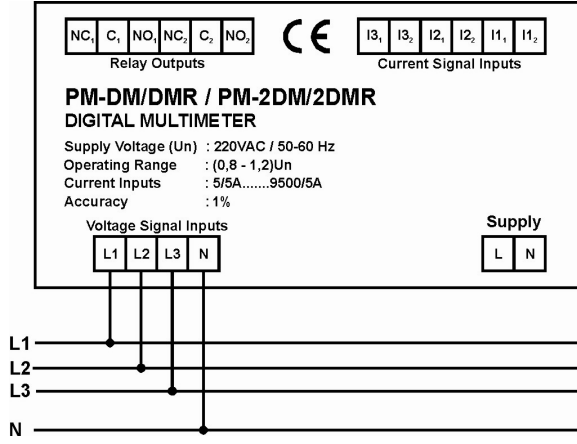 NC₁ C₁ NO₁ NC₂ C₂ NO₂ CE I3₁ I3₂ I2₁ I2₂ I1₁ I1₂
Relay Outputs Current Signal Inputs
PM-DM/DMR / PM-2DM/2DMR
DIGITAL MULTIMETER
Supply Voltage (Un) : 220VAC / 50-60 Hz
Operating Range : (0,8 - 1,2)Un
Current Inputs : 5/5A.......9500/5A
Accuracy : 1%
Voltage Signal Inputs Supply
L1 L2 L3 N L N
L1
L2
L3
N